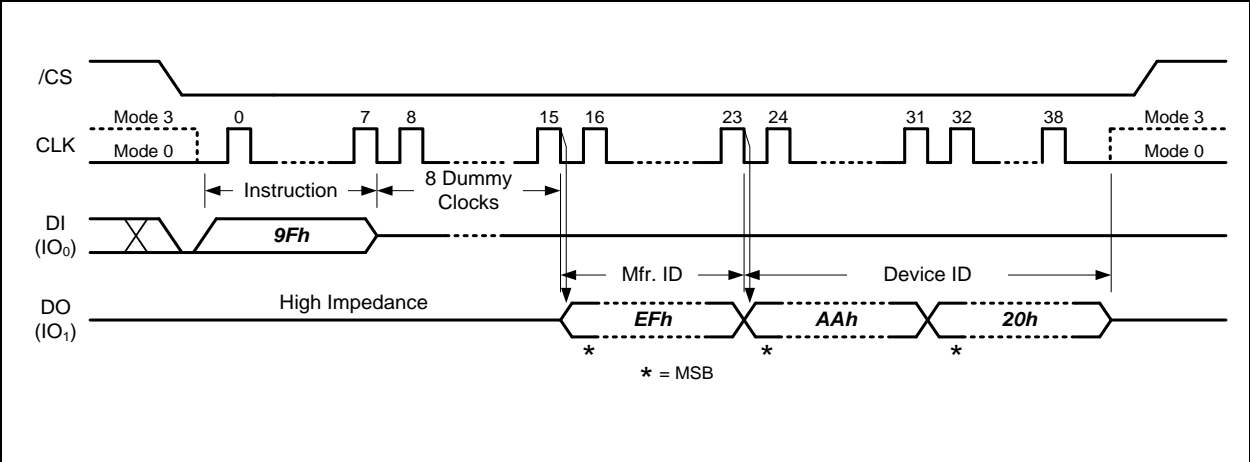 /CS
Mode 3 0 7 8 15 16 23 24 31 32 38 Mode 3
CLK
Mode 0 Mode 0
Instruction 8 Dummy
Clocks
DI
(IO₀)
9Fh
Mfr. ID Device ID
High Impedance
DO
(IO₁)
EFh AAh 20h
* * *
* = MSB